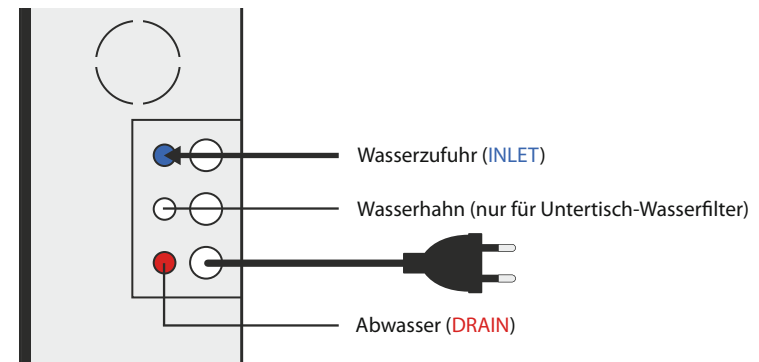 Wasserzufuhr (INLET)
Wasserhahn (nur für Untertisch-Wasserfilter)
Abwasser (DRAIN)